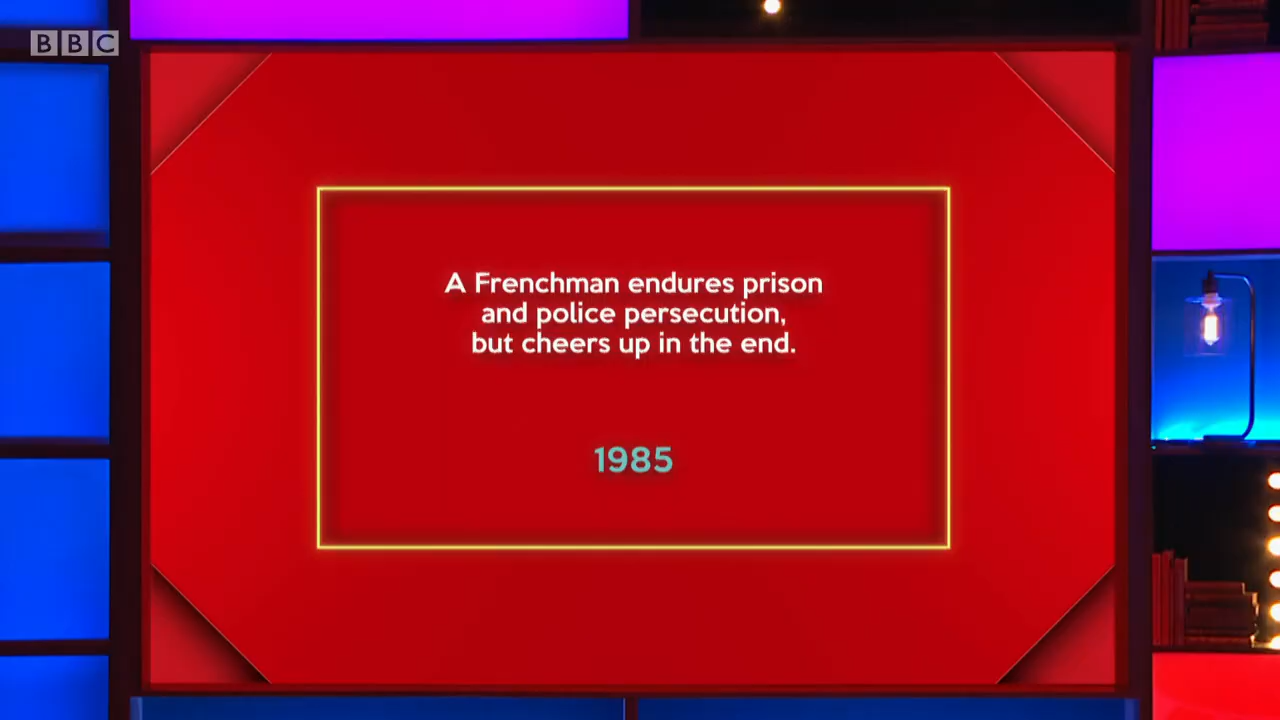 BBC
A Frenchman endures prison
and police persecution,
but cheers up in the end.
1985